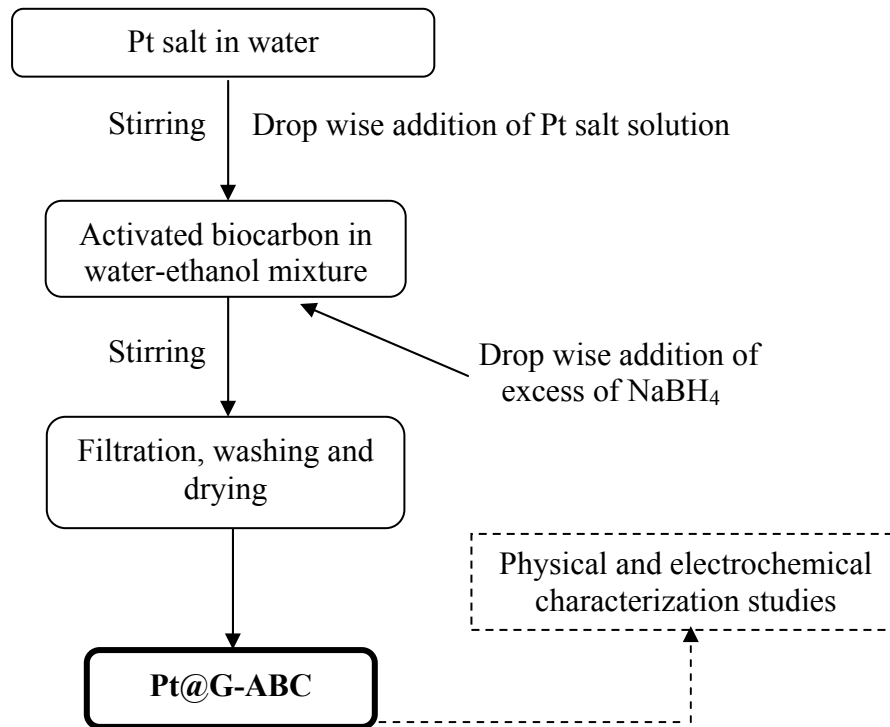 Pt salt in water
Stirring
Drop wise addition of Pt salt solution
Activated biocarbon in
water-ethanol mixture
Stirring
Drop wise addition of
excess of NaBH₄
Filtration, washing and
drying
Physical and electrochemical
characterization studies
Pt@G-ABC